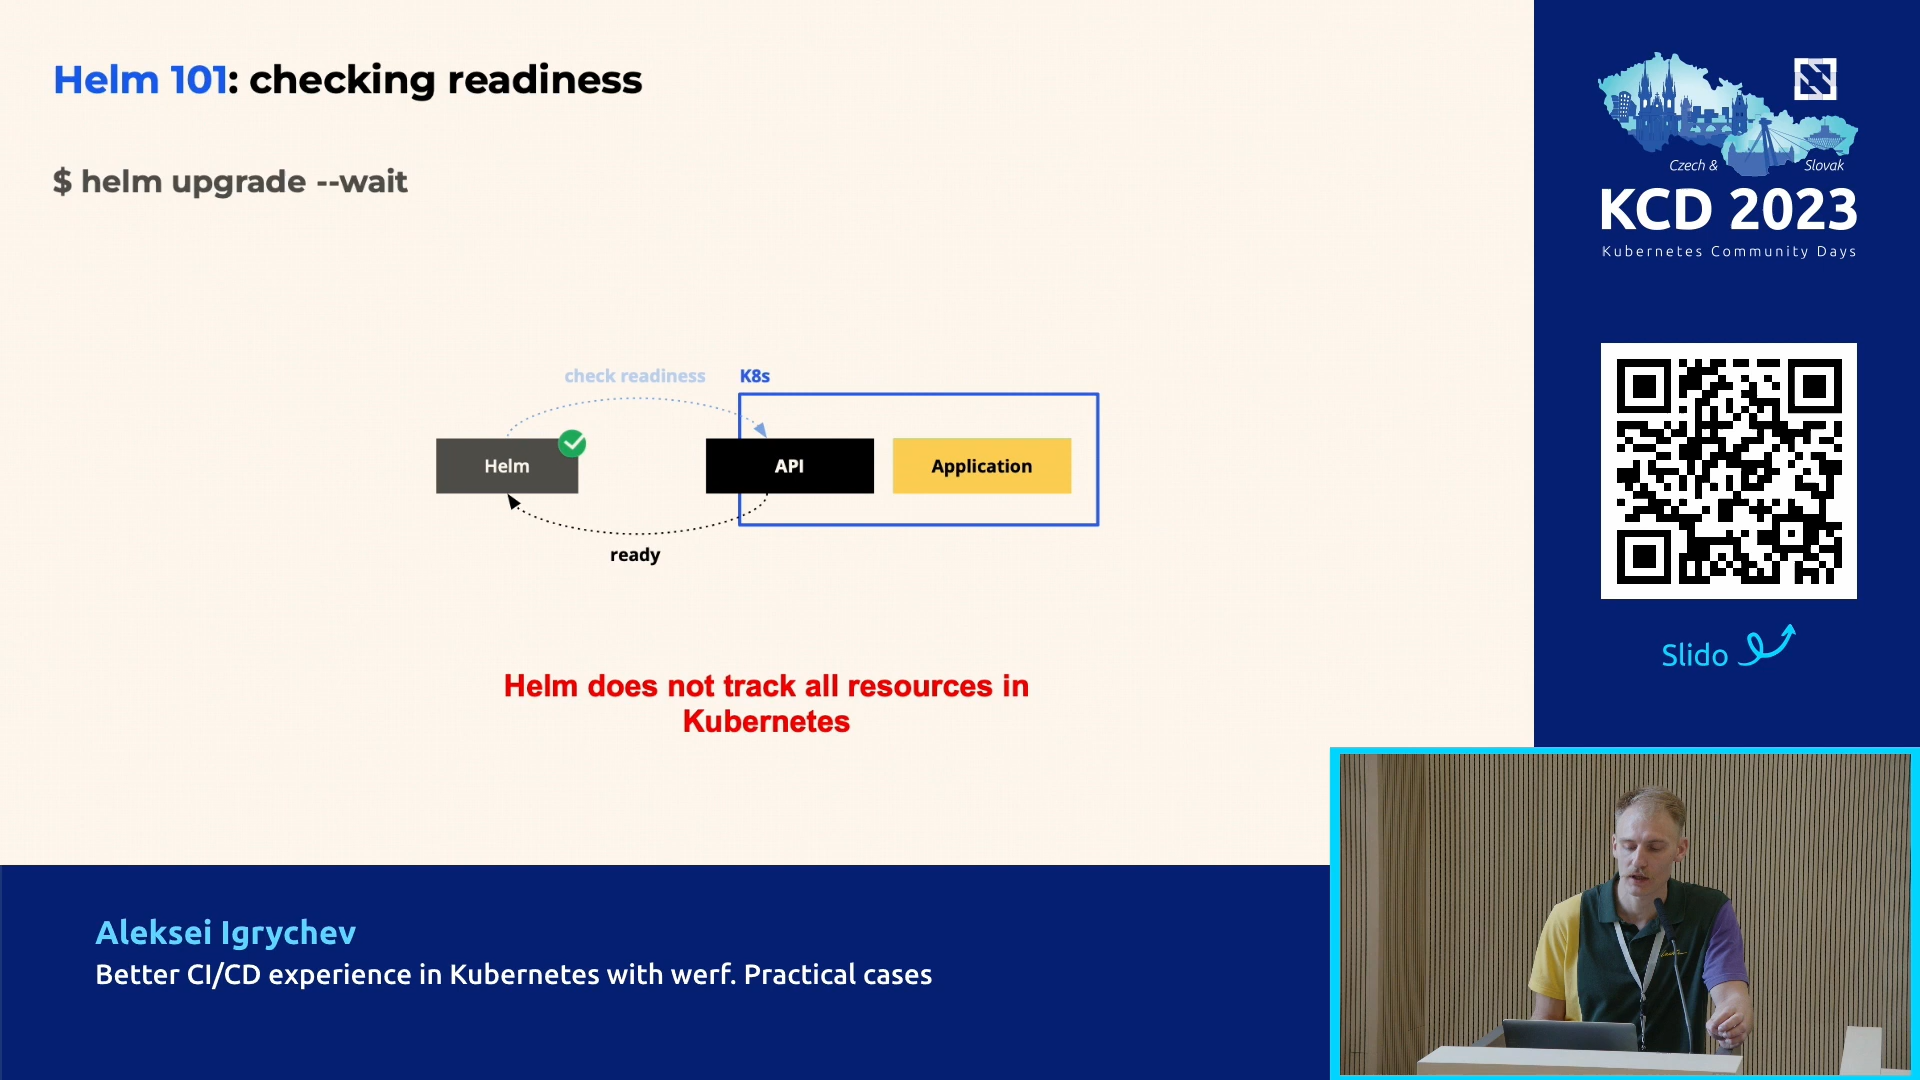 Helm 101: checking readiness
$ helm upgrade --wait
check readiness
K8s
Helm
API
Application
ready
Helm does not track all resources in
Kubernetes
Czech &
Slovak
KCD 2023
Kubernetes Community Days
Slido
Aleksei Igrychev
Better CI/CD experience in Kubernetes with werf. Practical cases